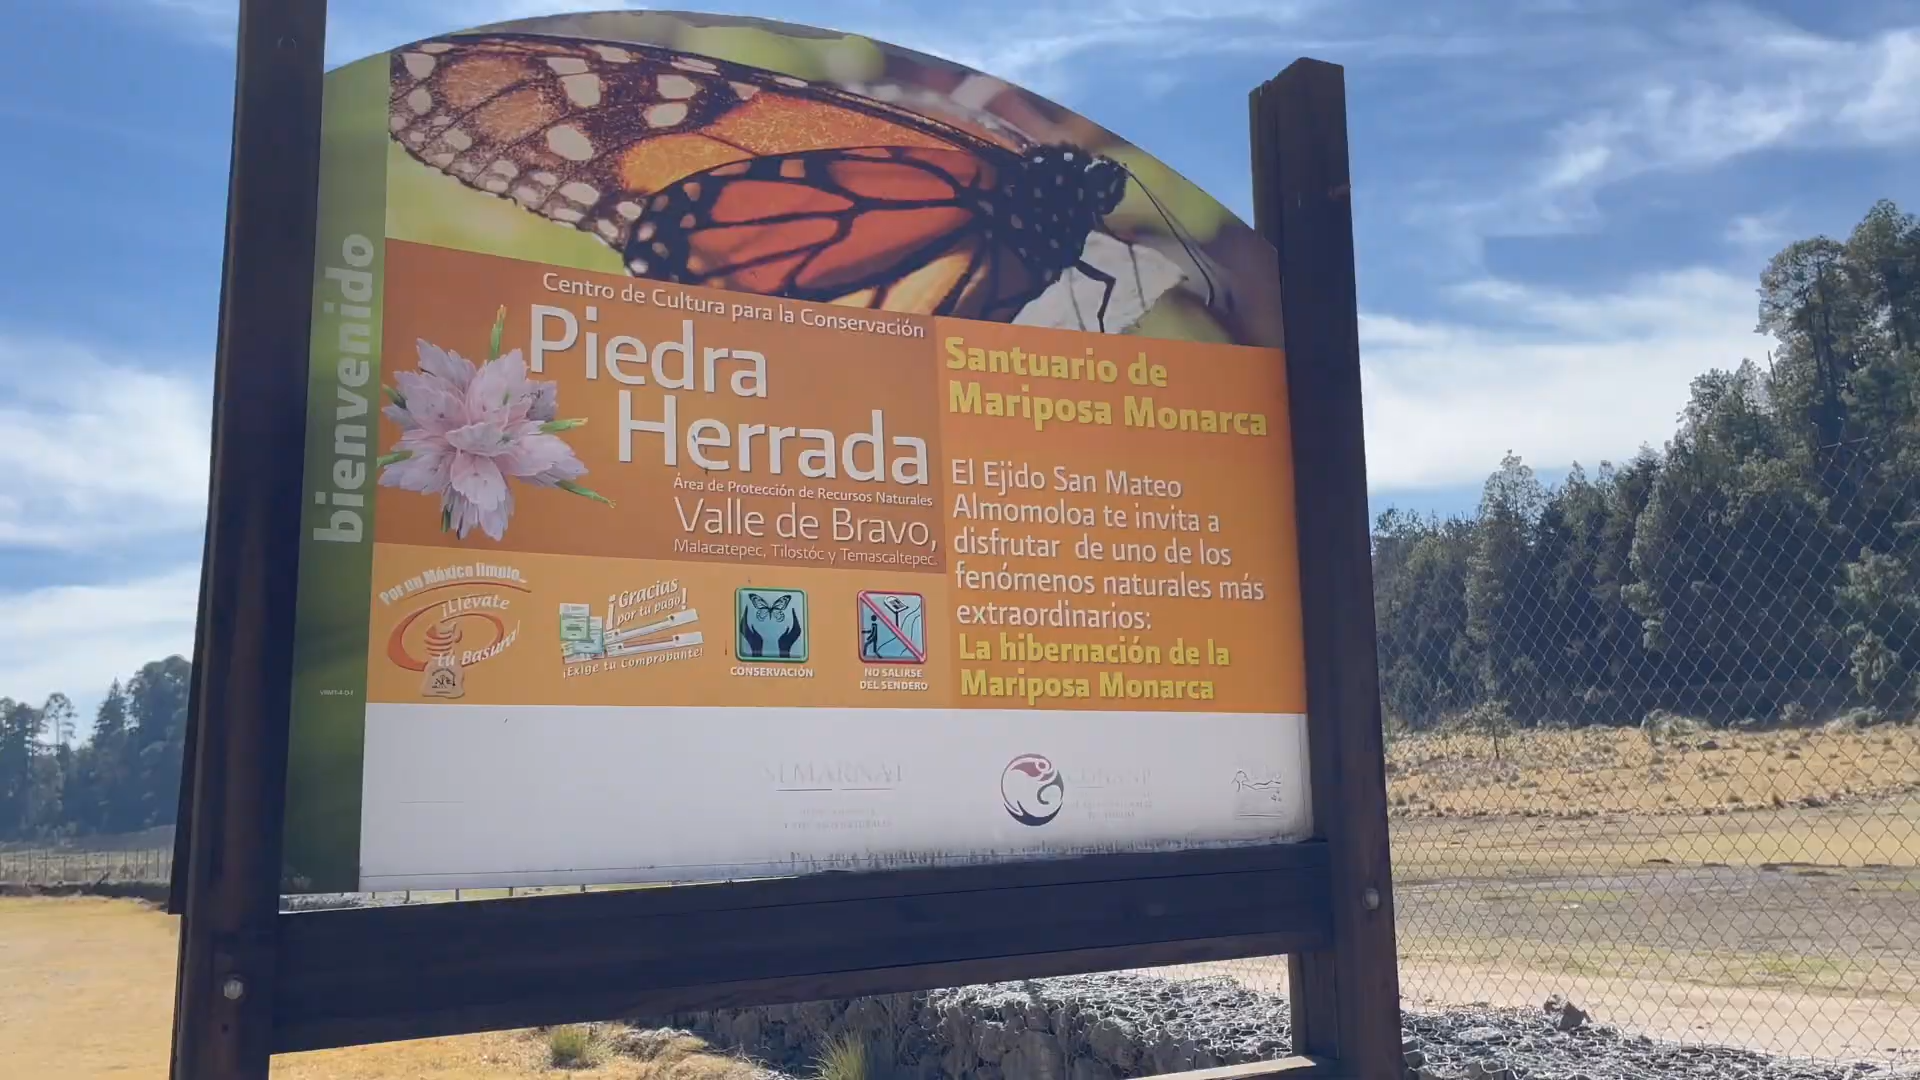 bienvenido
Centro de Cultura para la Conservación
Piedra
Herrada
Área de Protección de Recursos Naturales
Valle de Bravo,
Malacatepec, Tilostóc y Temascaltepec.
Santuario de
Mariposa Monarca
El Ejido San Mateo
Almomoloa te invita a
disfrutar de uno de los
fenómenos naturales más
extraordinarios:
La hibernación de la
Mariposa Monarca
Por un México limpio...
¡Llévate
tu Basura!
¡Gracias
por tu pago!
¡Exige tu Comprobante!
CONSERVACIÓN
NO SALIRSE
DEL SENDERO
SEMARNAT
CONANP